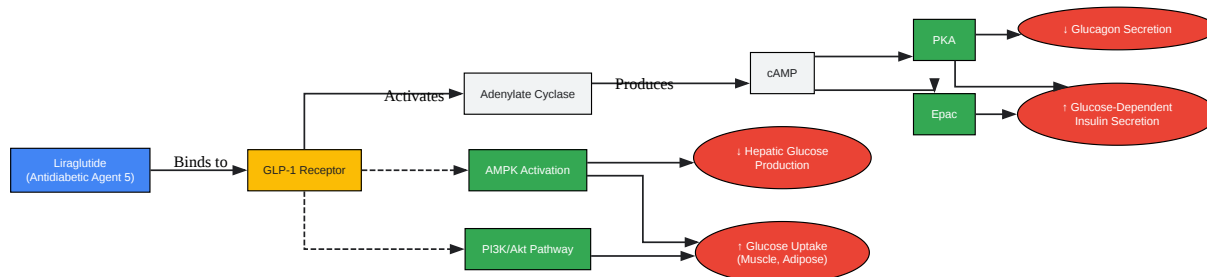 PKA
↓ Glucagon Secretion
cAMP
Activates
Adenylate Cyclase
Produces
Epac
↑ Glucose-Dependent
Insulin Secretion
Liraglutide
(Antidiabetic Agent 5)
Binds to
GLP-1 Receptor
AMPK Activation
↓ Hepatic Glucose
Production
PI3K/Akt Pathway
↑ Glucose Uptake
(Muscle, Adipose)